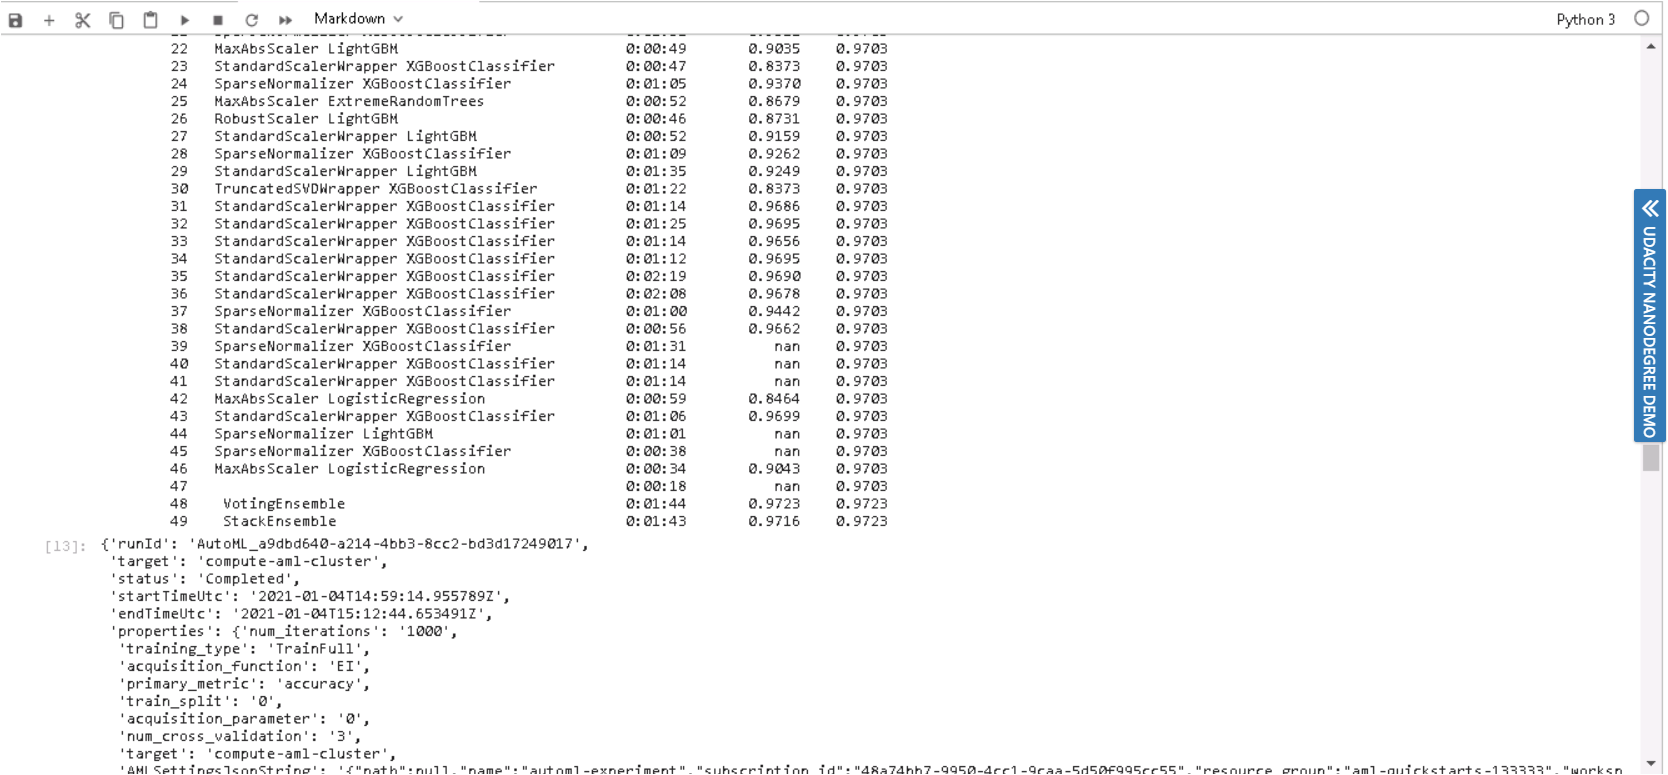 Markdown
Python 3
22 MaxAbsScaler LightGBM 0:00:49 0.9035 0.9703
23 StandardScalerWrapper XGBoostClassifier 0:00:47 0.8373 0.9703
24 SparseNormalizer XGBoostClassifier 0:01:05 0.9370 0.9703
25 MaxAbsScaler ExtremeRandomTrees 0:00:52 0.8679 0.9703
26 RobustScaler LightGBM 0:00:46 0.8731 0.9703
27 StandardScalerWrapper LightGBM 0:00:52 0.9159 0.9703
28 SparseNormalizer XGBoostClassifier 0:01:09 0.9262 0.9703
29 StandardScalerWrapper LightGBM 0:01:35 0.9249 0.9703
30 TruncatedSVDWrapper XGBoostClassifier 0:01:22 0.8373 0.9703
31 StandardScalerWrapper XGBoostClassifier 0:01:14 0.9686 0.9703
32 StandardScalerWrapper XGBoostClassifier 0:01:25 0.9695 0.9703
33 StandardScalerWrapper XGBoostClassifier 0:01:14 0.9656 0.9703
34 StandardScalerWrapper XGBoostClassifier 0:01:12 0.9695 0.9703
35 StandardScalerWrapper XGBoostClassifier 0:02:19 0.9690 0.9703
36 StandardScalerWrapper XGBoostClassifier 0:02:08 0.9678 0.9703
37 SparseNormalizer XGBoostClassifier 0:01:00 0.9442 0.9703
38 StandardScalerWrapper XGBoostClassifier 0:00:56 0.9662 0.9703
39 SparseNormalizer XGBoostClassifier 0:01:31 nan 0.9703
40 StandardScalerWrapper XGBoostClassifier 0:01:14 nan 0.9703
41 StandardScalerWrapper XGBoostClassifier 0:01:14 nan 0.9703
42 MaxAbsScaler LogisticRegression 0:00:59 0.8464 0.9703
43 StandardScalerWrapper XGBoostClassifier 0:01:06 0.9699 0.9703
44 SparseNormalizer LightGBM 0:01:01 nan 0.9703
45 SparseNormalizer XGBoostClassifier 0:00:38 nan 0.9703
46 MaxAbsScaler LogisticRegression 0:00:34 0.9043 0.9703
47 0:00:18 nan 0.9703
48 VotingEnsemble 0:01:44 0.9723 0.9723
49 StackEnsemble 0:01:43 0.9716 0.9723
[13]: {'runId': 'AutoML_a9dbd640-a214-4bb3-8cc2-bd3d17249017',
'target': 'compute-aml-cluster',
'status': 'Completed',
'startTimeUtc': '2021-01-04T14:59:14.955789Z',
'endTimeUtc': '2021-01-04T15:12:44.653491Z',
'properties': {'num_iterations': '1000',
'training_type': 'TrainFull',
'acquisition_function': 'EI',
'primary_metric': 'accuracy',
'train_split': '0',
'acquisition_parameter': '0',
'num_cross_validation': '3',
'target': 'compute-aml-cluster',
'AMLSettingsJsonString': '{"path":null,"name":"automl-experiment","subscription_id":"48a74bb7-9950-4cc1-9caa-5d50f995cc55","resource_group":"aml-quickstarts-133333","worksp
UDACITY NANODEGREE DEMO